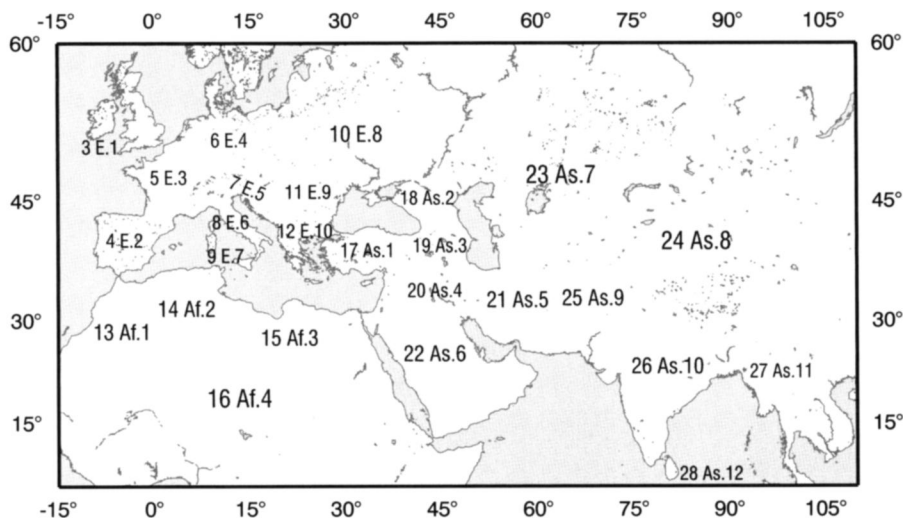 -15° 0° 15° 30° 45° 60° 75° 90° 105°
60° 60°
10 E.8
6 E.4
3 E.1
5 E.3
7 E.5
23 As.7
11 E.9
18 As.2
45° 45°
8 E.6
4 E.2
12 E.10
24 As.8
17 As.1
19 As.3
9 E.7
20 As.4
21 As.5
25 As.9
14 Af.2
30° 30°
13 Af.1
15 Af.3
22 As.6
26 As.10
27 As.11
16 Af.4
15° 15°
28 As.12
-15° 0° 15° 30° 45° 60° 75° 90° 105°